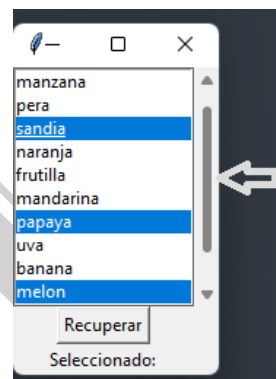 manzana
pera
sandia
naranja
frutilla
mandarina
papaya
uva
banana
melon
Recuperar
Seleccionado: